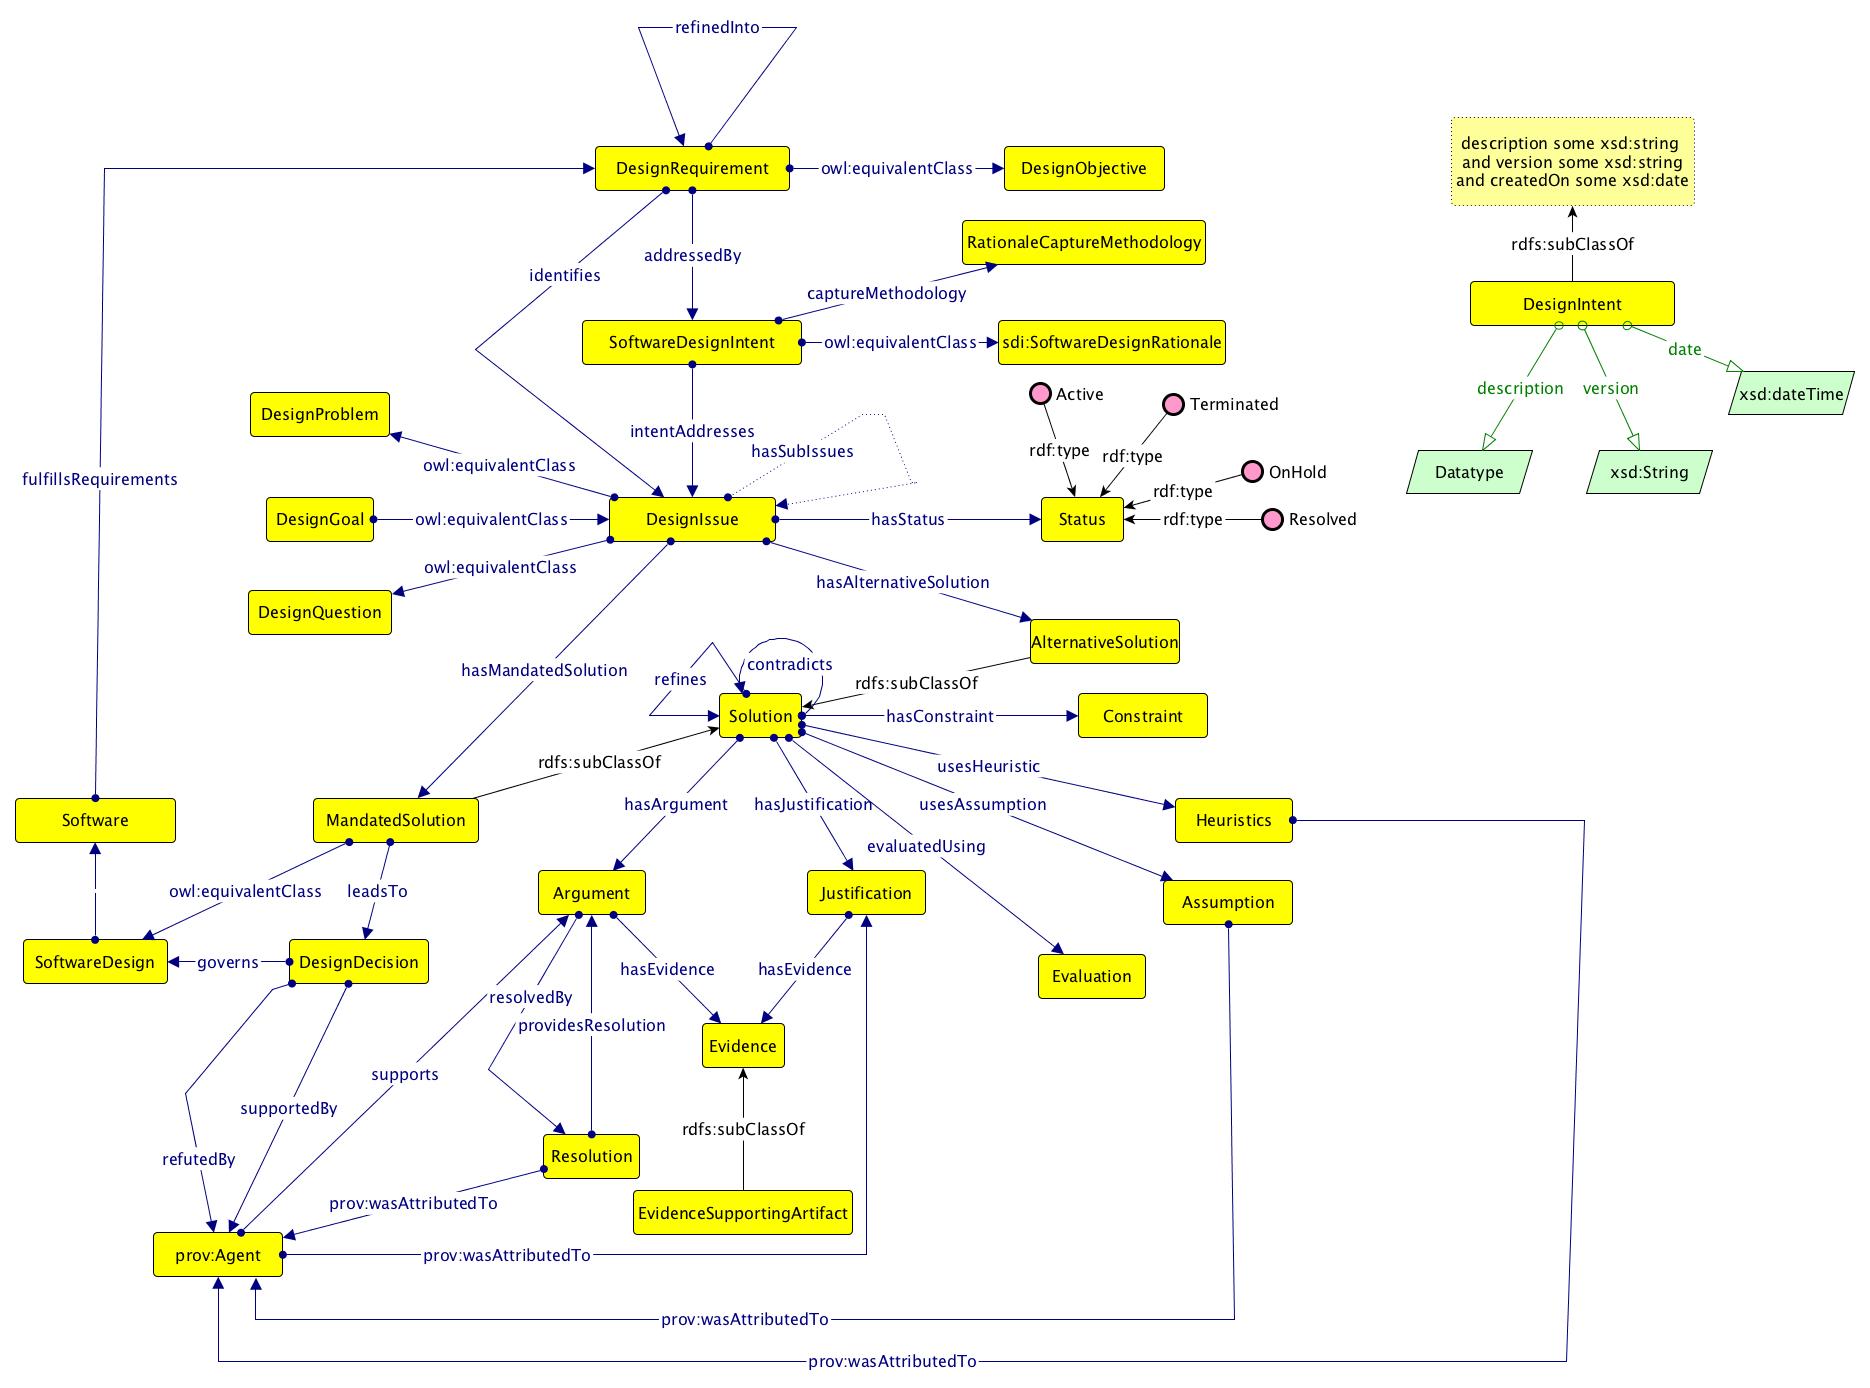 refinedInto
DesignRequirement
owl:equivalentClass
DesignObjective
description some xsd:string
and version some xsd:string
and createdOn some xsd:date
rdfs:subClassOf
DesignIntent
date
description
version
xsd:dateTime
Datatype
xsd:String
identifies
addressedBy
RationaleCaptureMethodology
captureMethodology
SoftwareDesignIntent
owl:equivalentClass
sdi:SoftwareDesignRationale
Active
Terminated
rdf:type
rdf:type
OnHold
rdf:type
Resolved
rdf:type
Status
DesignProblem
intentAddresses
hasSubIssues
owl:equivalentClass
fulfillsRequirements
DesignGoal
owl:equivalentClass
DesignIssue
hasStatus
owl:equivalentClass
DesignQuestion
hasAlternativeSolution
AlternativeSolution
hasMandatedSolution
refines
contradicts
rdfs:subClassOf
Solution
hasConstraint
Constraint
rdfs:subClassOf
usesHeuristic
hasArgument
hasJustification
usesAssumption
Software
MandatedSolution
Heuristics
evaluatedUsing
owl:equivalentClass
leadsTo
Argument
Justification
Assumption
SoftwareDesign
governs
DesignDecision
hasEvidence
hasEvidence
Evaluation
resolvedBy
providesResolution
Evidence
supports
supportedBy
rdfs:subClassOf
refutedBy
Resolution
prov:wasAttributedTo
EvidenceSupportingArtifact
prov:Agent
prov:wasAttributedTo
prov:wasAttributedTo
prov:wasAttributedTo